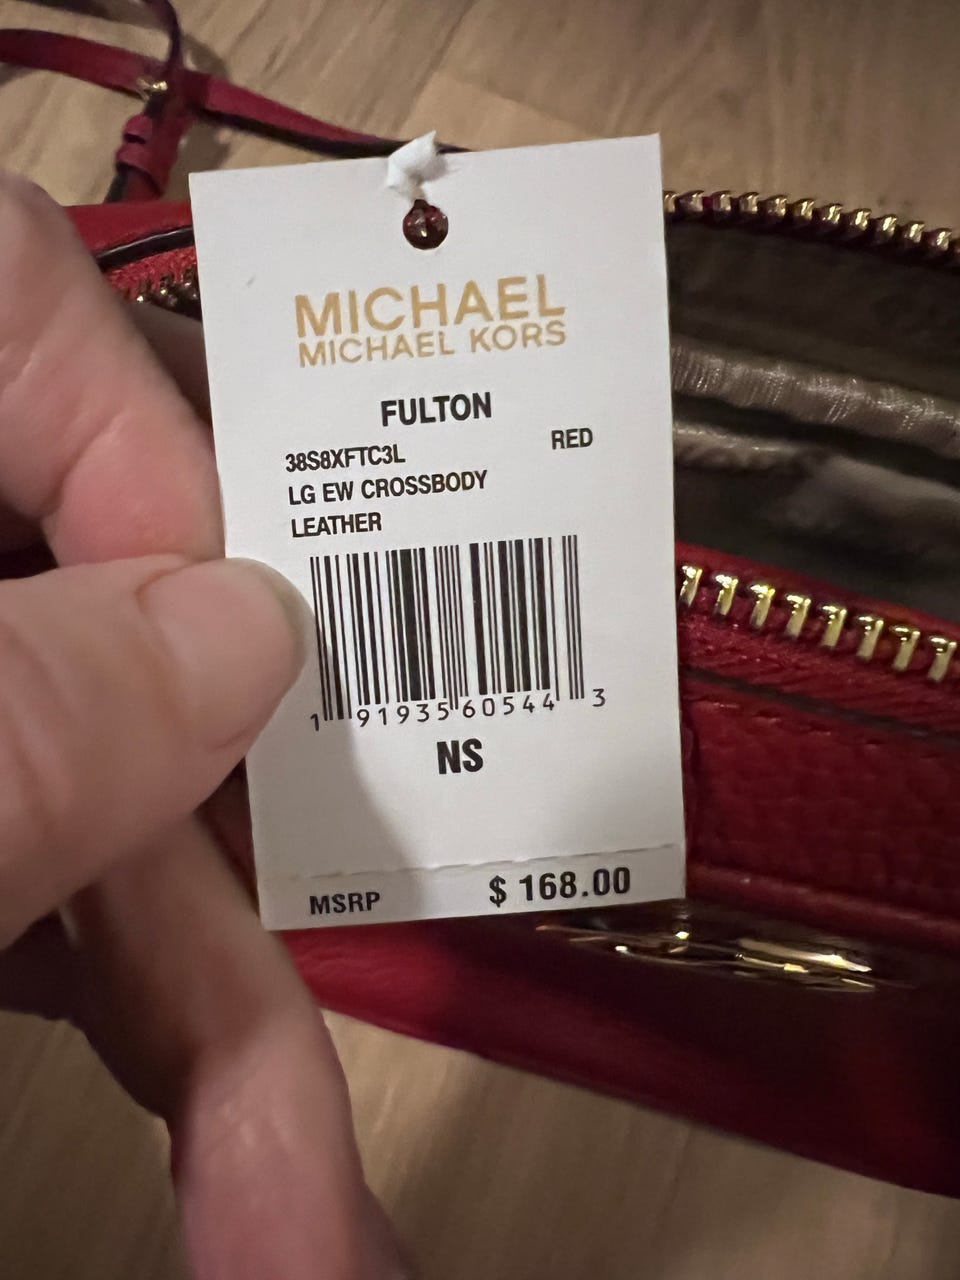 MICHAEL
MICHAEL KORS
FULTON
38S8XFTC3L RED
LG EW CROSSBODY
LEATHER
1 91935 60544 3
NS
MSRP $ 168.00